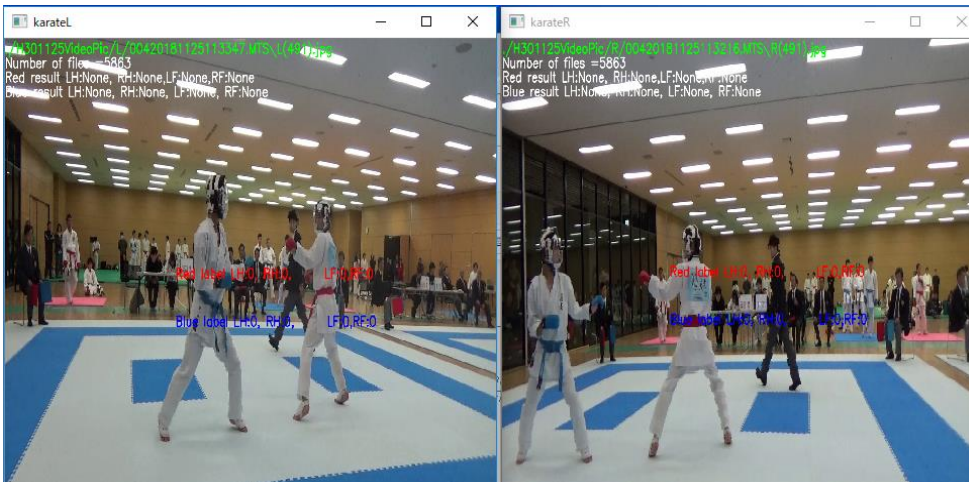 karateL
./H301125VideoPic/L/00420181125113347.MTS\L(491).jpg
Number of files =5863
Red result LH:None, RH:None,LF:None,RF:None
Blue result LH:None, RH:None, LF:None, RF:None
Red label LH:0, RH:0, LF:0,RF:0
Blue label LH:0, RH:0, LF:0,RF:0
karateR
./H301125VideoPic/R/00420181125113216.MTS\R(491).jpg
Number of files =5863
Red result LH:None, RH:None,LF:None,RF:None
Blue result LH:None, RH:None, LF:None, RF:None
Red label LH:0, RH:0, LF:0,RF:0
Blue label LH:0, RH:0, LF:0,RF:0